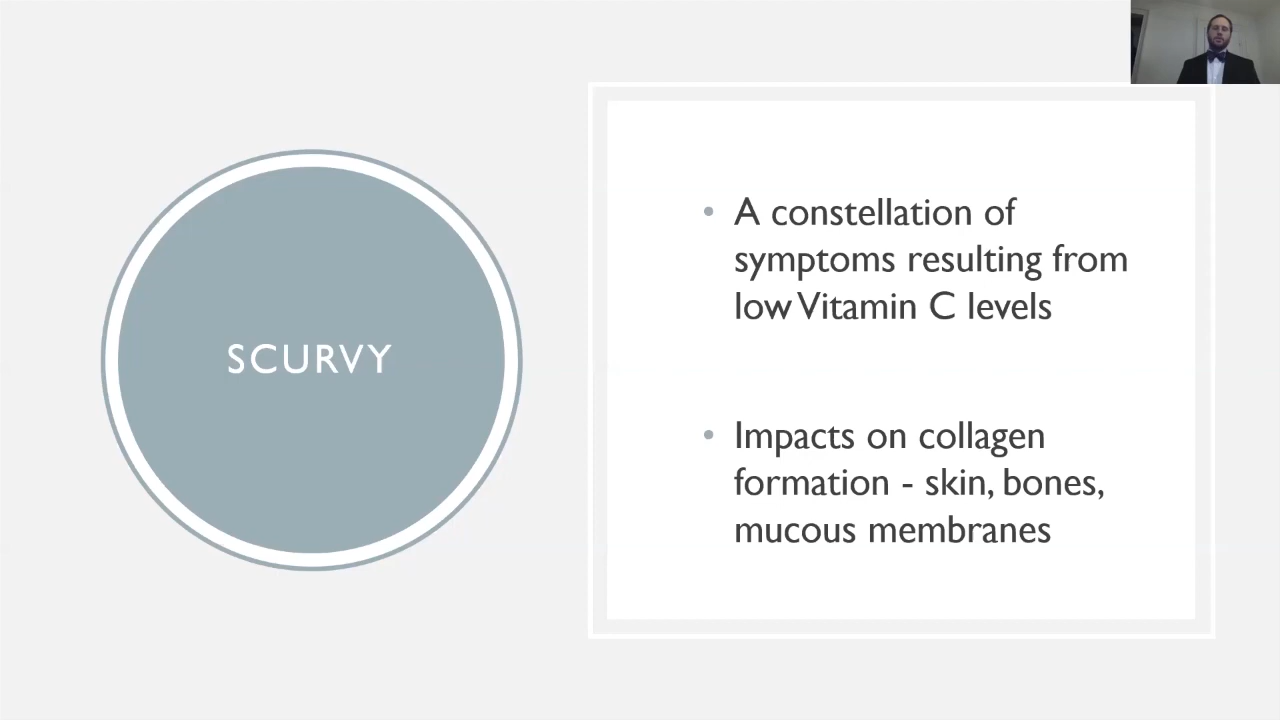 SCURVY
• A constellation of
symptoms resulting from
low Vitamin C levels
• Impacts on collagen
formation - skin, bones,
mucous membranes